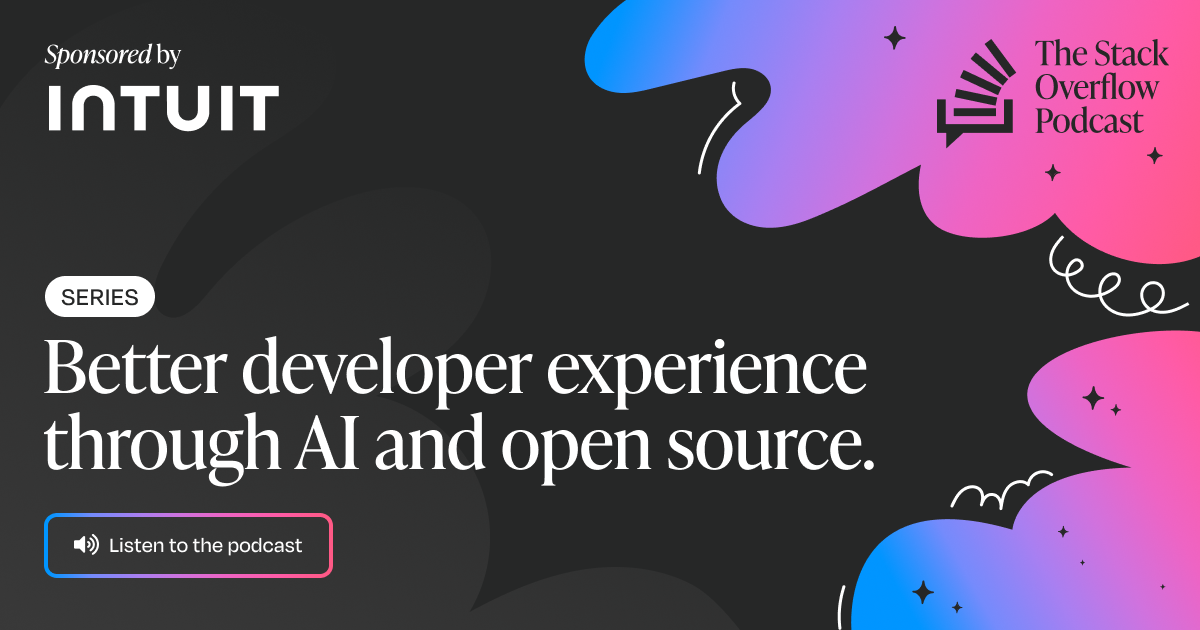 Sponsored by
INTUIT
The Stack
Overflow
Podcast
SERIES
Better developer experience
through AI and open source.
Listen to the podcast